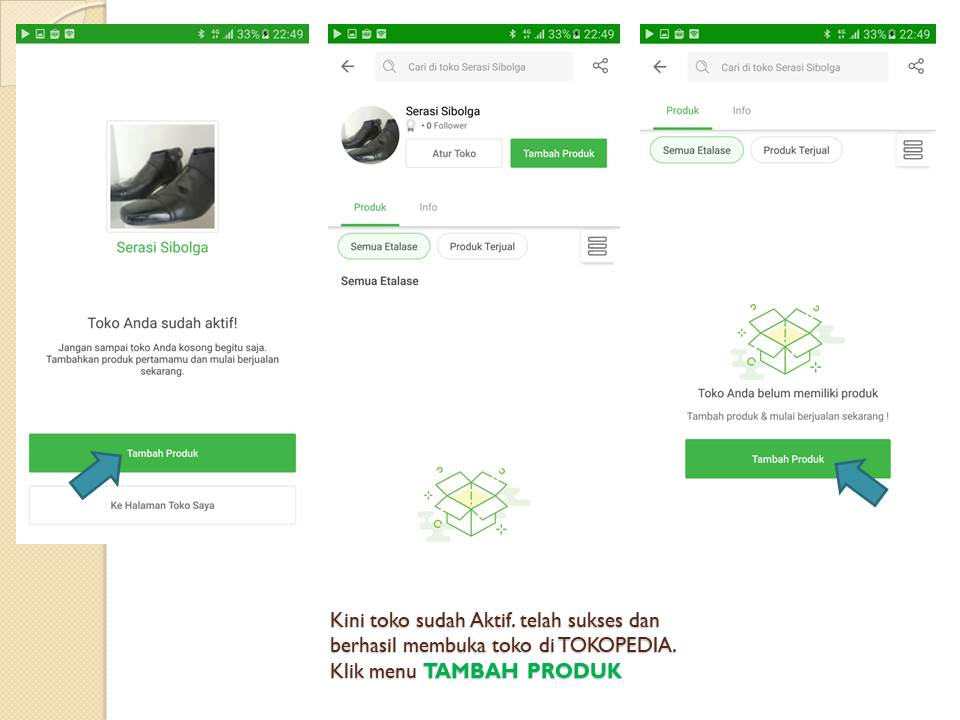 33% 22:49
Serasi Sibolga
Toko Anda sudah aktif!
Jangan sampai toko Anda kosong begitu saja.
Tambahkan produk pertamamu dan mulai berjualan
sekarang.
Tambah Produk
Ke Halaman Toko Saya
33% 22:49
Cari di toko Serasi Sibolga
Serasi Sibolga
• 0 Follower
Atur Toko
Tambah Produk
Produk Info
Semua Etalase Produk Terjual
Semua Etalase
33% 22:49
Cari di toko Serasi Sibolga
Produk Info
Semua Etalase Produk Terjual
Toko Anda belum memiliki produk
Tambah produk & mulai berjualan sekarang !
Tambah Produk
Kini toko sudah Aktif. telah sukses dan
berhasil membuka toko di TOKOPEDIA.
Klik menu TAMBAH PRODUK